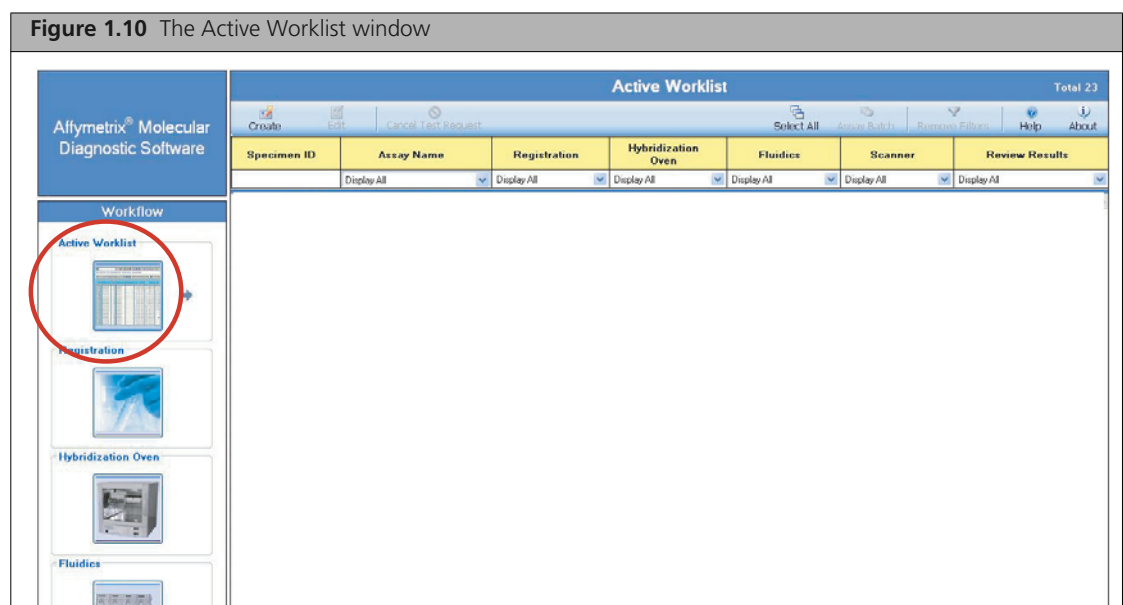 Figure 1.10 The Active Worklist window
Affymetrix® Molecular
Diagnostic Software
Active Worklist
Total 23
Create
Edit
Cancel Test Request
Select All
Array Batch
Remove Filters
Help
About
Specimen ID
Assay Name
Registration
Hybridization
Oven
Fluidics
Scanner
Review Results
Display All
Display All
Display All
Display All
Display All
Display All
Workflow
Active Worklist
Registration
Hybridization Oven
Fluidics